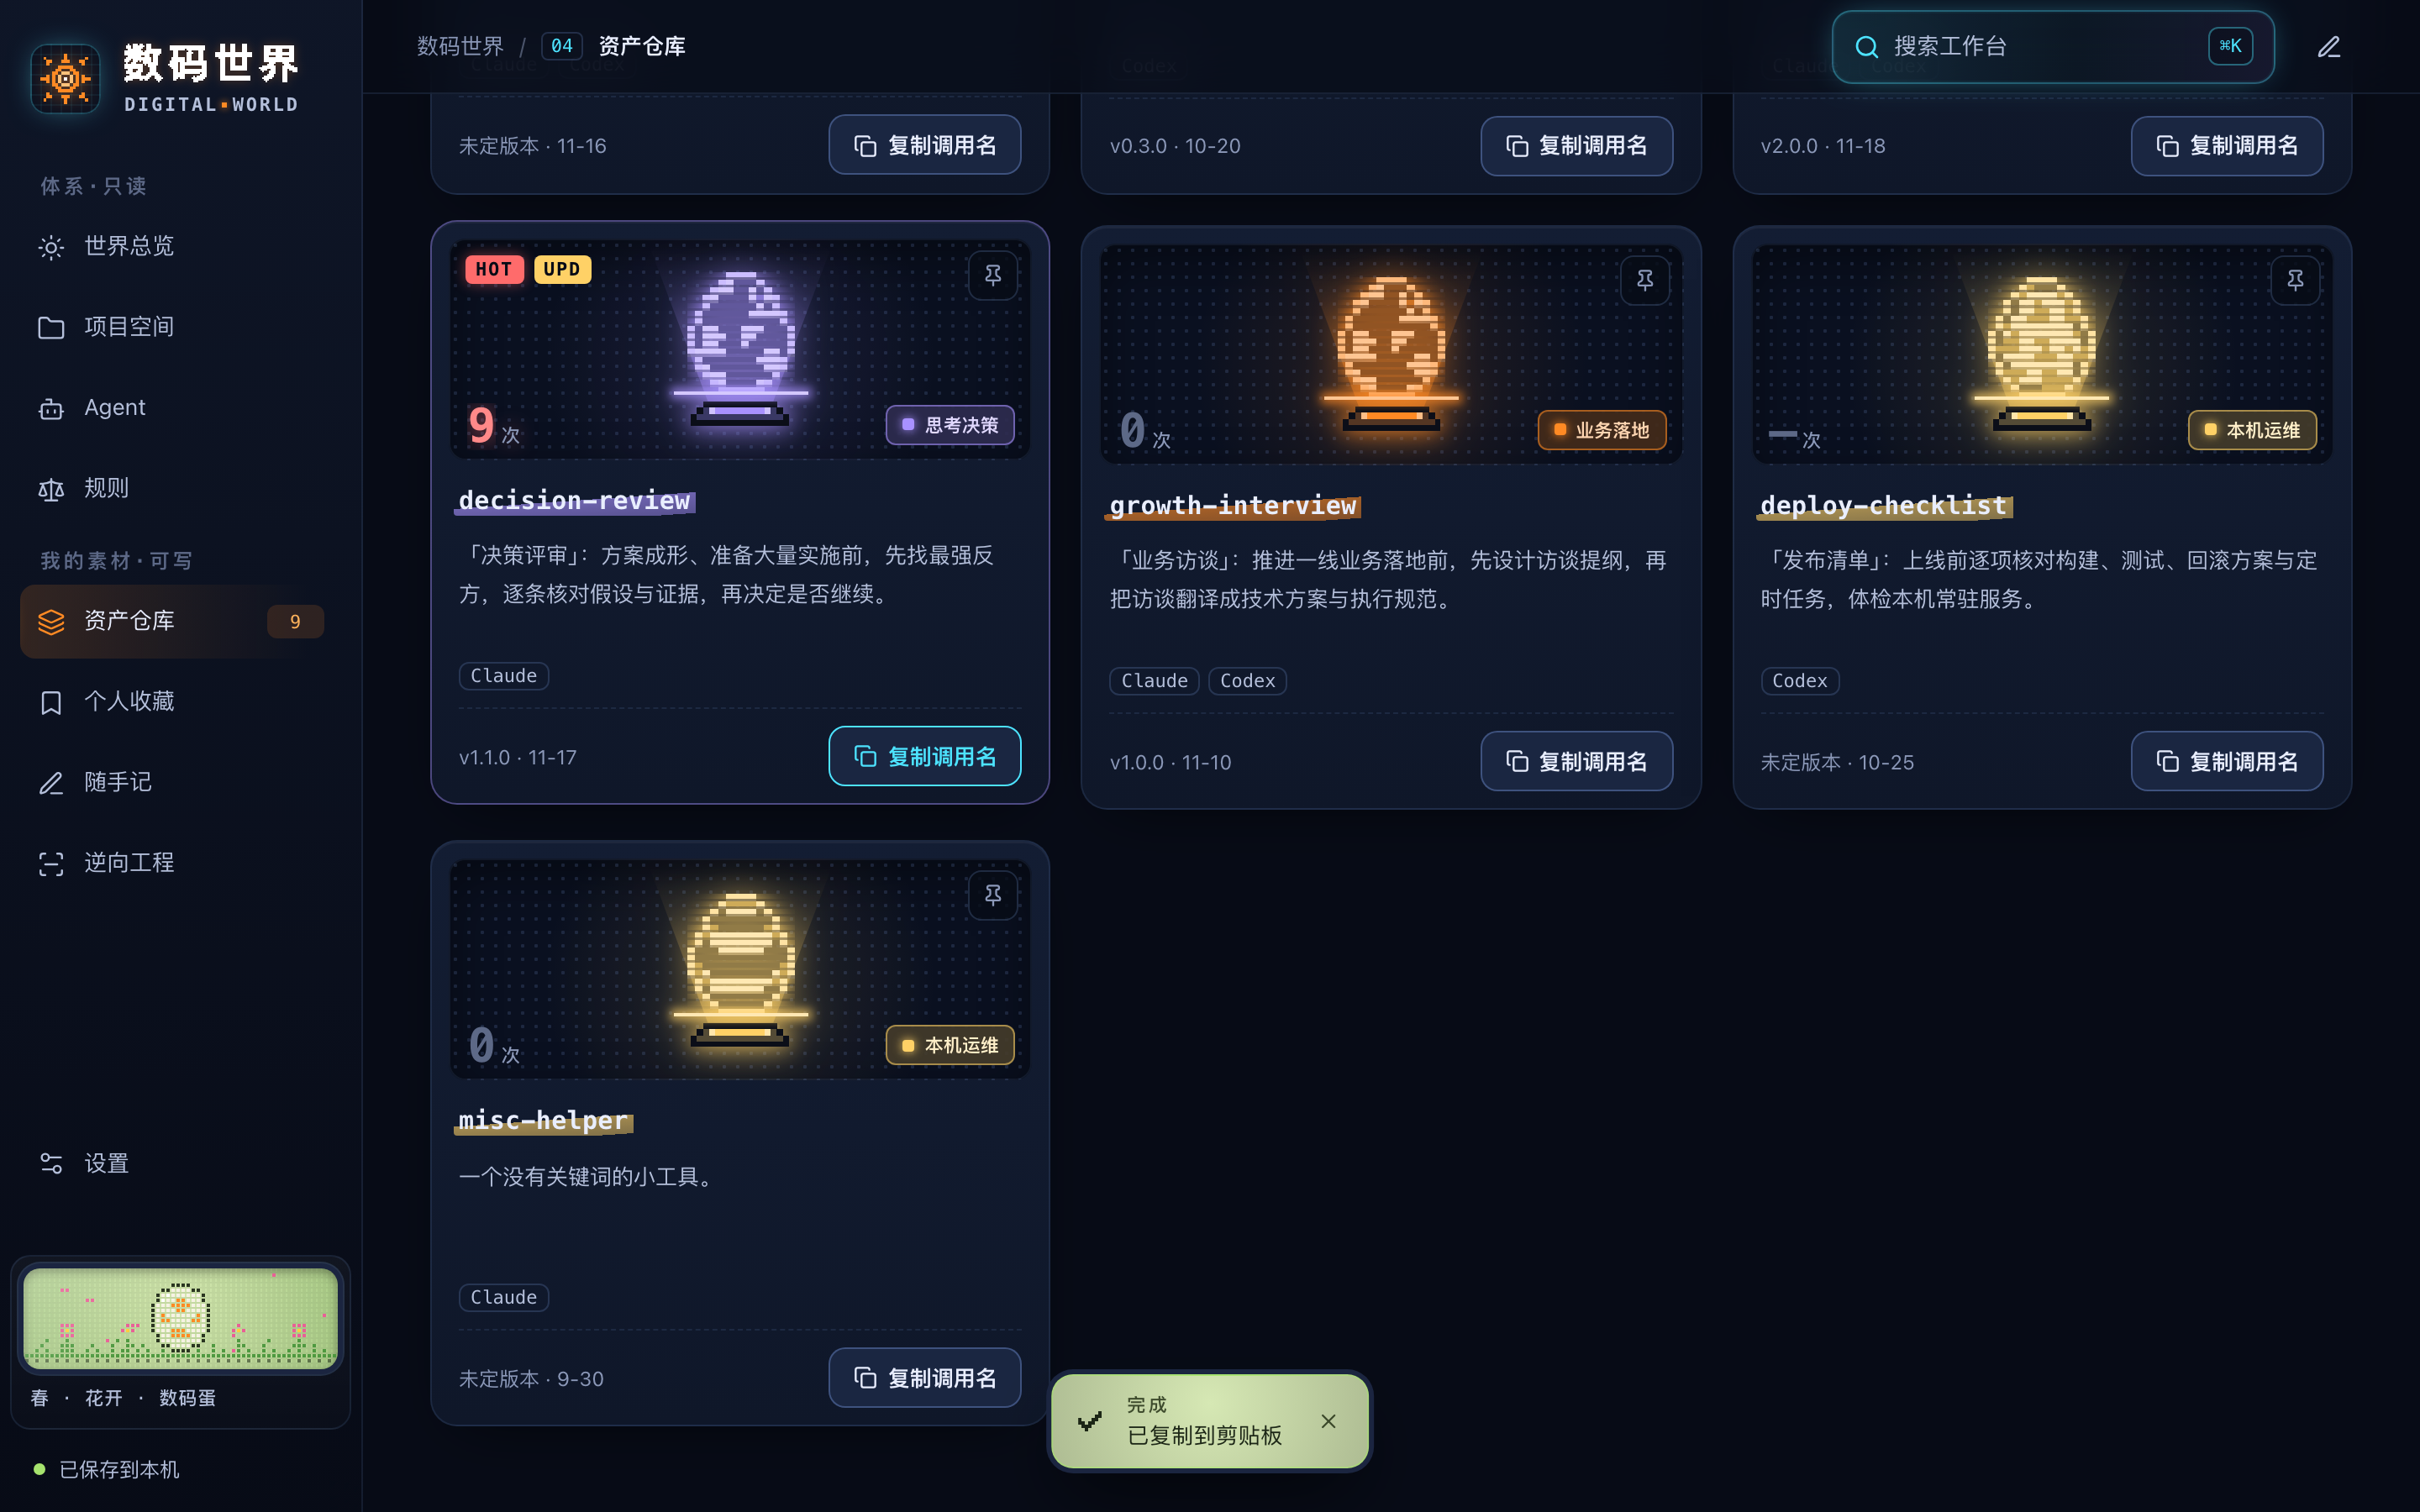 数码世界
DIGITAL·WORLD
体系·只读
世界总览
项目空间
Agent
规则
我的素材·可写
资产仓库
9
个人收藏
随手记
逆向工程
设置
春 · 花开 · 数码蛋
已保存到本机
数码世界 / 04 资产仓库
搜索工作台
⌘K
Claude Codex
Codex
未定版本 · 11-16
复制调用名
v0.3.0 · 10-20
复制调用名
v2.0.0 · 11-18
复制调用名
HOT UPD
9 次
思考决策
decision-review
「决策评审」：方案成形、准备大量实施前，先找最强反
方，逐条核对假设与证据，再决定是否继续。
Claude
v1.1.0 · 11-17
复制调用名
0 次
业务落地
growth-interview
「业务访谈」：推进一线业务落地前，先设计访谈提纲，再
把访谈翻译成技术方案与执行规范。
Claude Codex
v1.0.0 · 11-10
复制调用名
— 次
本机运维
deploy-checklist
「发布清单」：上线前逐项核对构建、测试、回滚方案与定
时任务，体检本机常驻服务。
Codex
未定版本 · 10-25
复制调用名
0 次
本机运维
misc-helper
一个没有关键词的小工具。
Claude
未定版本 · 9-30
复制调用名
完成
已复制到剪贴板